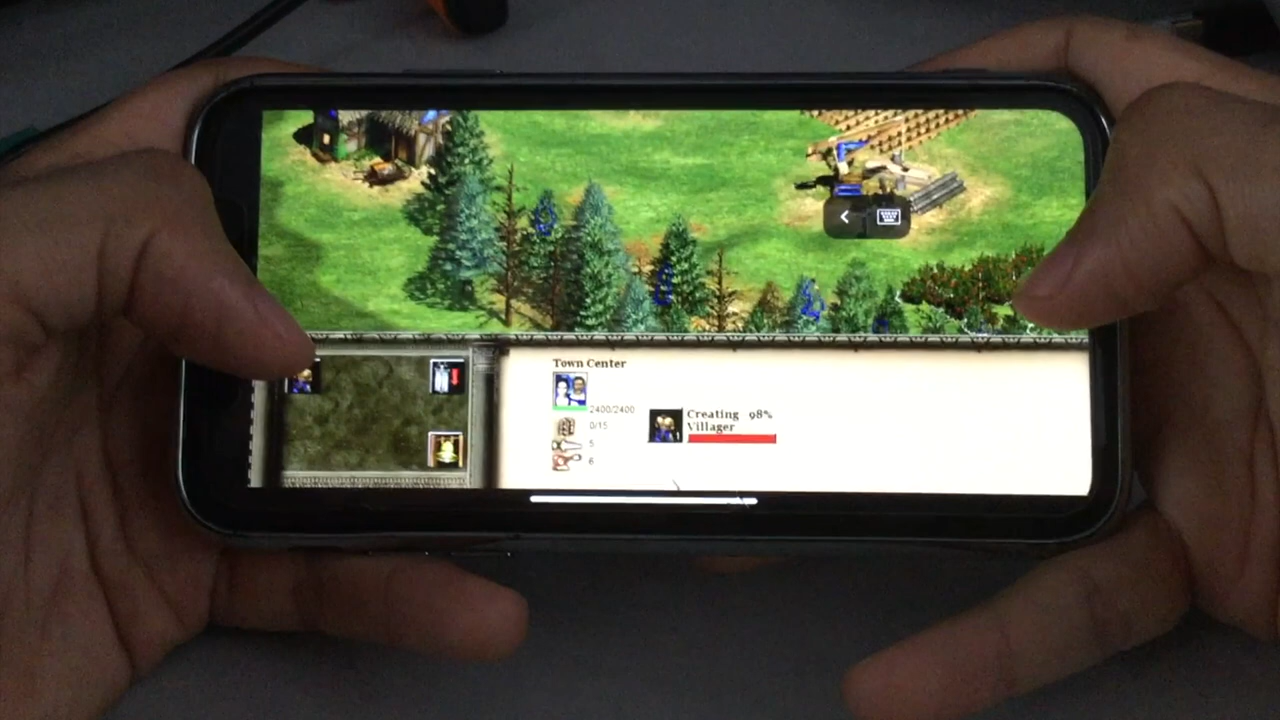 Town Center
2400/2400
Creating 98%
0/15
Villager
5
6